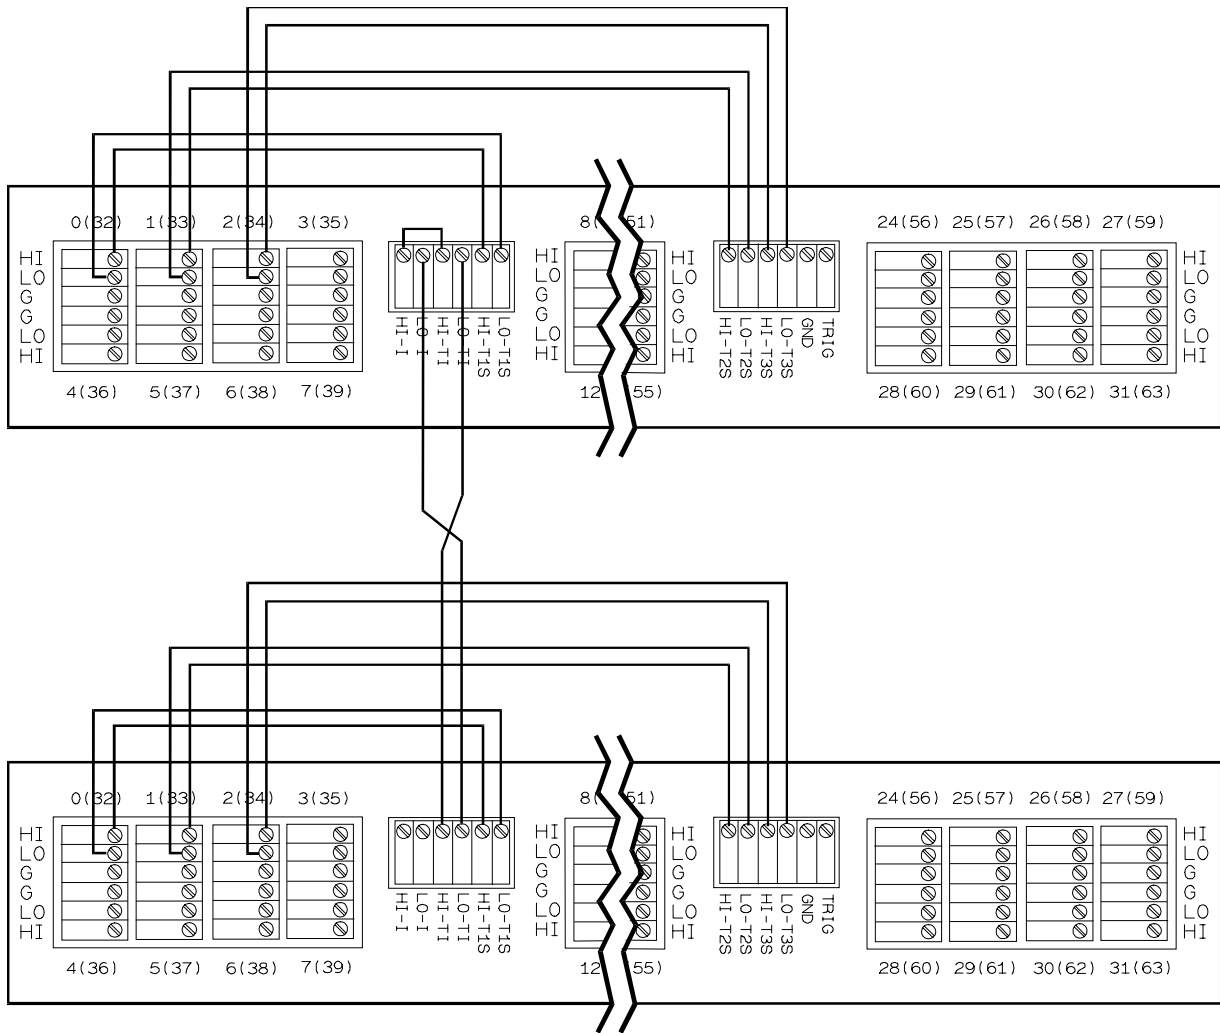 0(32) 1(33) 2(34) 3(35) 8( 51) 24(56) 25(57) 26(58) 27(59)
HI HI HI HI
LO LO LO LO
G G G G
G G G G
LO LO LO LO
HI HI HI HI
HI-I LO-I HI-TI LO-TI HI-T1S LO-T1S
HI-T2S LO-T2S HI-T3S LO-T3S GND TRIG
4(36) 5(37) 6(38) 7(39) 12 55) 28(60) 29(61) 30(62) 31(63)
0(32) 1(33) 2(34) 3(35) 8( 51) 24(56) 25(57) 26(58) 27(59)
HI HI HI HI
LO LO LO LO
G G G G
G G G G
LO LO LO LO
HI HI HI HI
HI-I LO-I HI-TI LO-TI HI-T1S LO-T1S
HI-T2S LO-T2S HI-T3S LO-T3S GND TRIG
4(36) 5(37) 6(38) 7(39) 12 55) 28(60) 29(61) 30(62) 31(63)